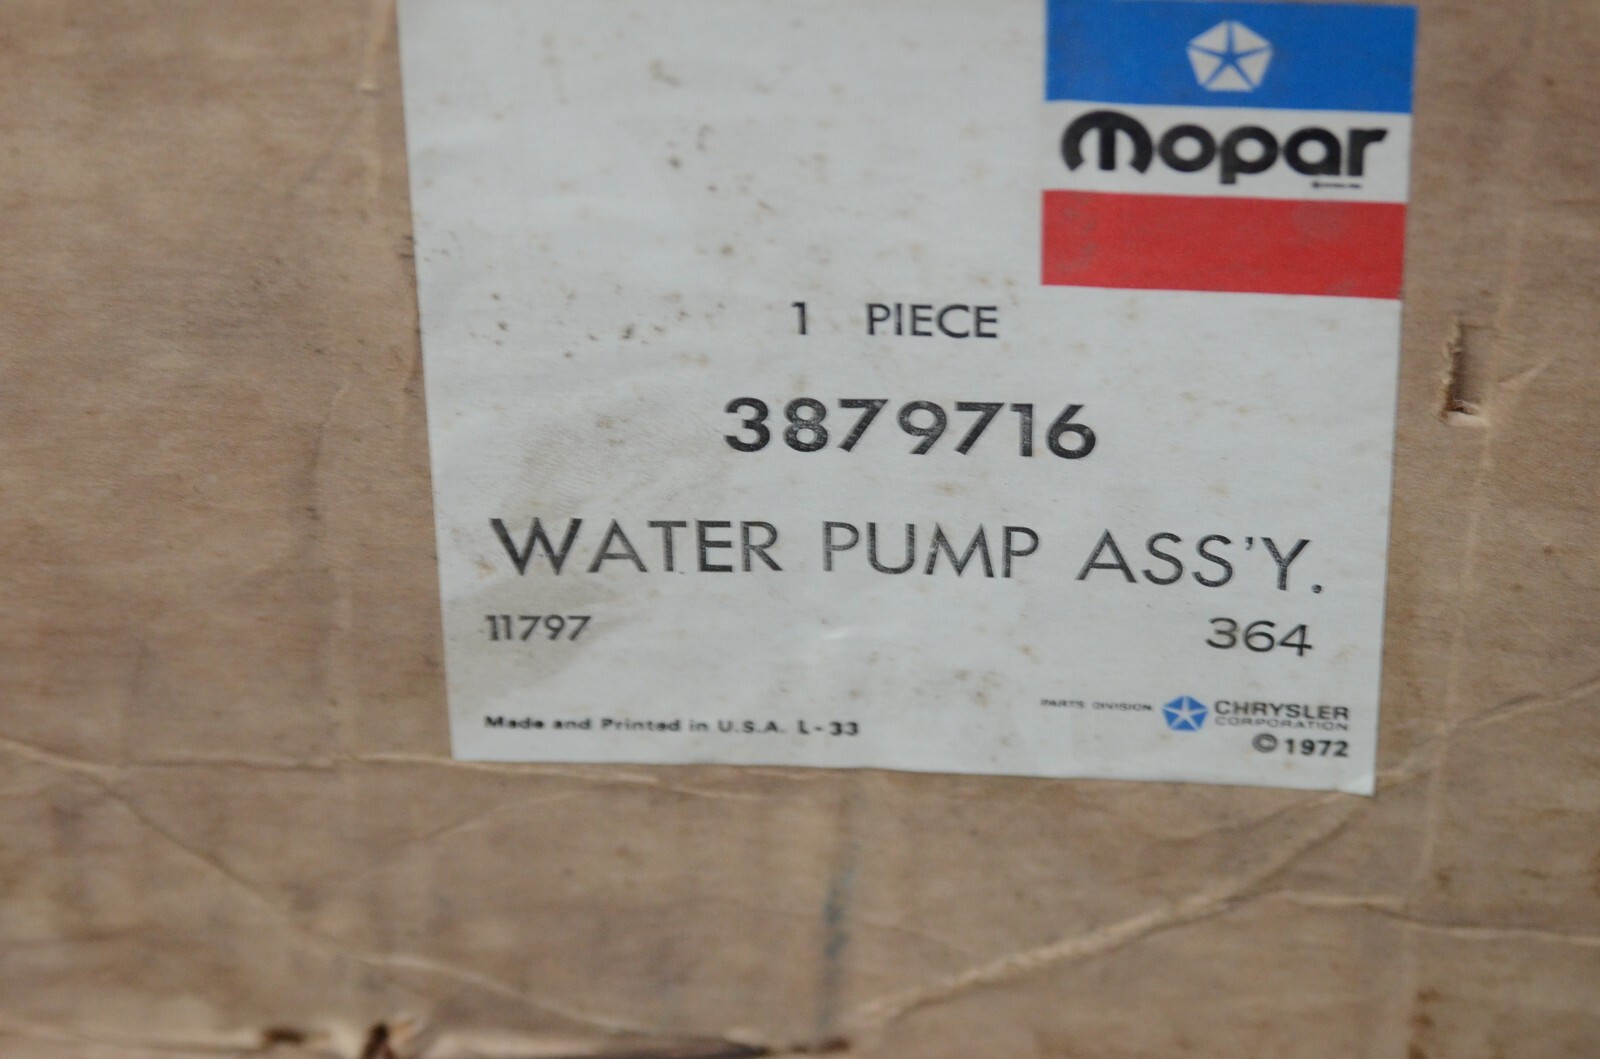 mopar
1 PIECE
3879716
WATER PUMP ASS'Y.
11797 364
Made and Printed in U.S.A. L-33
PARTS DIVISION CHRYSLER
CORPORATION
© 1972